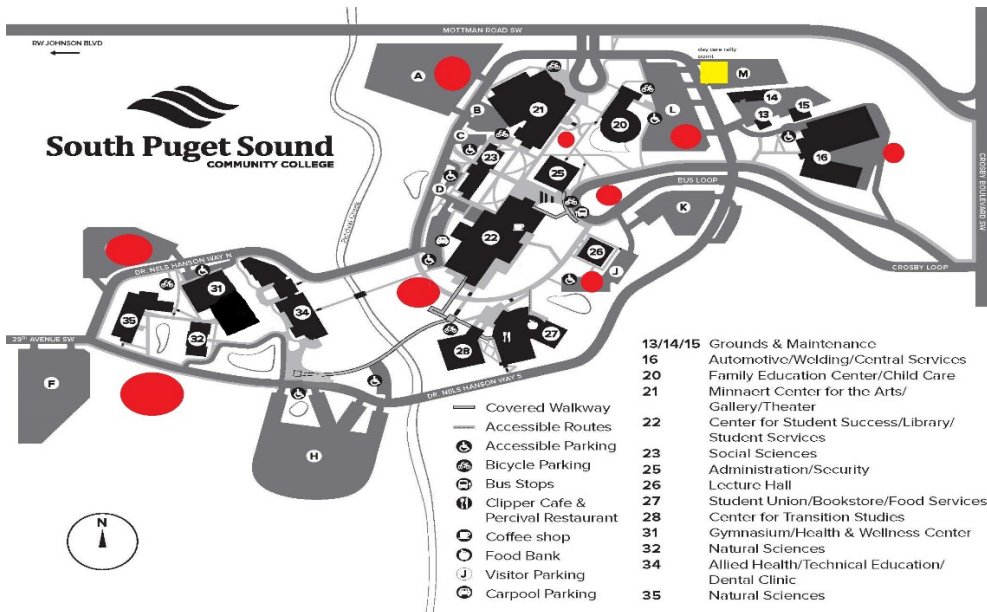 MOTTMAN ROAD SW
RW JOHNSON BLVD
day care rally
point
A
M
B
21
L
14
15
13
20
C
South Puget Sound
COMMUNITY COLLEGE
23
16
25
D
BUS LOOP
CROSBY BOULEVARD SW
K
22
26
CROSBY LOOP
J
DR. NELS HANSON WAY N
31
34
35
32
27
28
29TH AVENUE SW
F
DR. NELS HANSON WAY S
H
N
Covered Walkway
Accessible Routes
Accessible Parking
Bicycle Parking
Bus Stops
Clipper Cafe &
Percival Restaurant
Coffee shop
Food Bank
J Visitor Parking
Carpool Parking
13/14/15 Grounds & Maintenance
16 Automotive/Welding/Central Services
20 Family Education Center/Child Care
21 Minnaert Center for the Arts/
Gallery/Theater
22 Center for Student Success/Library/
Student Services
23 Social Sciences
25 Administration/Security
26 Lecture Hall
27 Student Union/Bookstore/Food Services
28 Center for Transition Studies
31 Gymnasium/Health & Wellness Center
32 Natural Sciences
34 Allied Health/Technical Education/
Dental Clinic
35 Natural Sciences